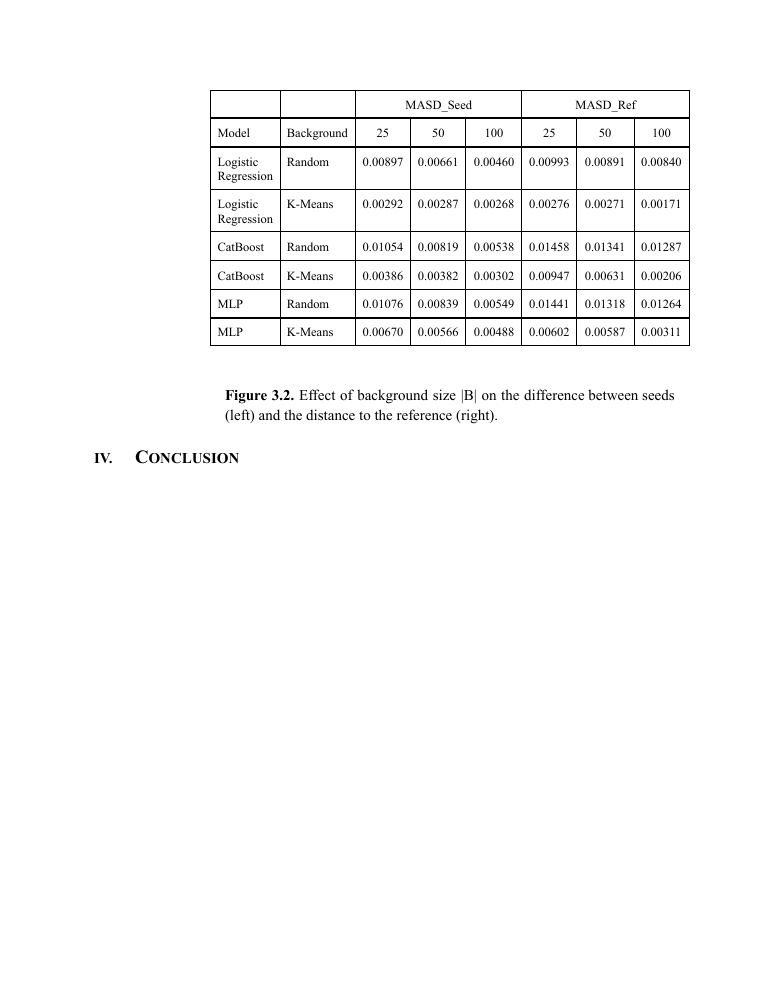 MASD_Seed MASD_Ref
Model Background 25 50 100 25 50 100
Logistic Random 0.00897 0.00661 0.00460 0.00993 0.00891 0.00840
Regression
Logistic K-Means 0.00292 0.00287 0.00268 0.00276 0.00271 0.00171
Regression
CatBoost Random 0.01054 0.00819 0.00538 0.01458 0.01341 0.01287
CatBoost K-Means 0.00386 0.00382 0.00302 0.00947 0.00631 0.00206
MLP Random 0.01076 0.00839 0.00549 0.01441 0.01318 0.01264
MLP K-Means 0.00670 0.00566 0.00488 0.00602 0.00587 0.00311
Figure 3.2. Effect of background size |B| on the difference between seeds
(left) and the distance to the reference (right).
IV. CONCLUSION